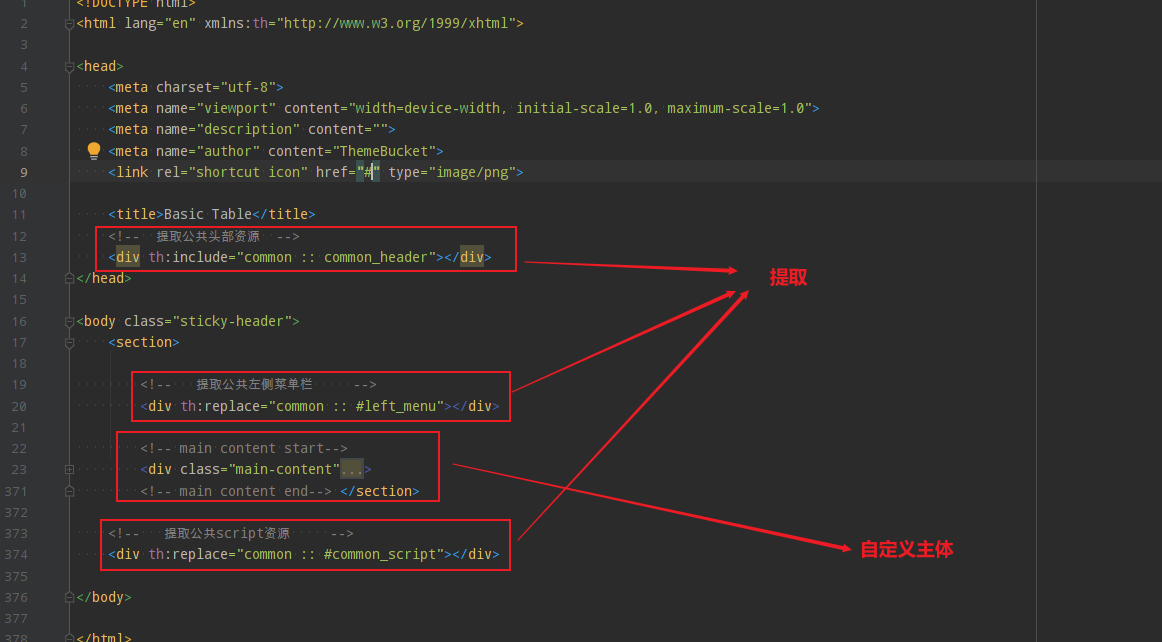 1 <!DOCTYPE html>
2 <html lang="en" xmlns:th="http://www.w3.org/1999/xhtml">
3
4 <head>
5 <meta charset="utf-8">
6 <meta name="viewport" content="width=device-width, initial-scale=1.0, maximum-scale=1.0">
7 <meta name="description" content="">
8 <meta name="author" content="ThemeBucket">
9 <link rel="shortcut icon" href="#" type="image/png">
10
11 <title>Basic Table</title>
12 <!-- 提取公共头部资源 -->
13 <div th:include="common :: common_header"></div>
提取
14 </head>
15
16 <body class="sticky-header">
17 <section>
18
19 <!-- 提取公共左侧菜单栏 -->
20 <div th:replace="common :: #left_menu"></div>
21
22 <!-- main content start-->
23 <div class="main-content"...>
371 <!-- main content end--> </section>
372
373 <!-- 提取公共script资源 -->
374 <div th:replace="common :: #common_script"></div>
自定义主体
375
376 </body>
377
378 </html>